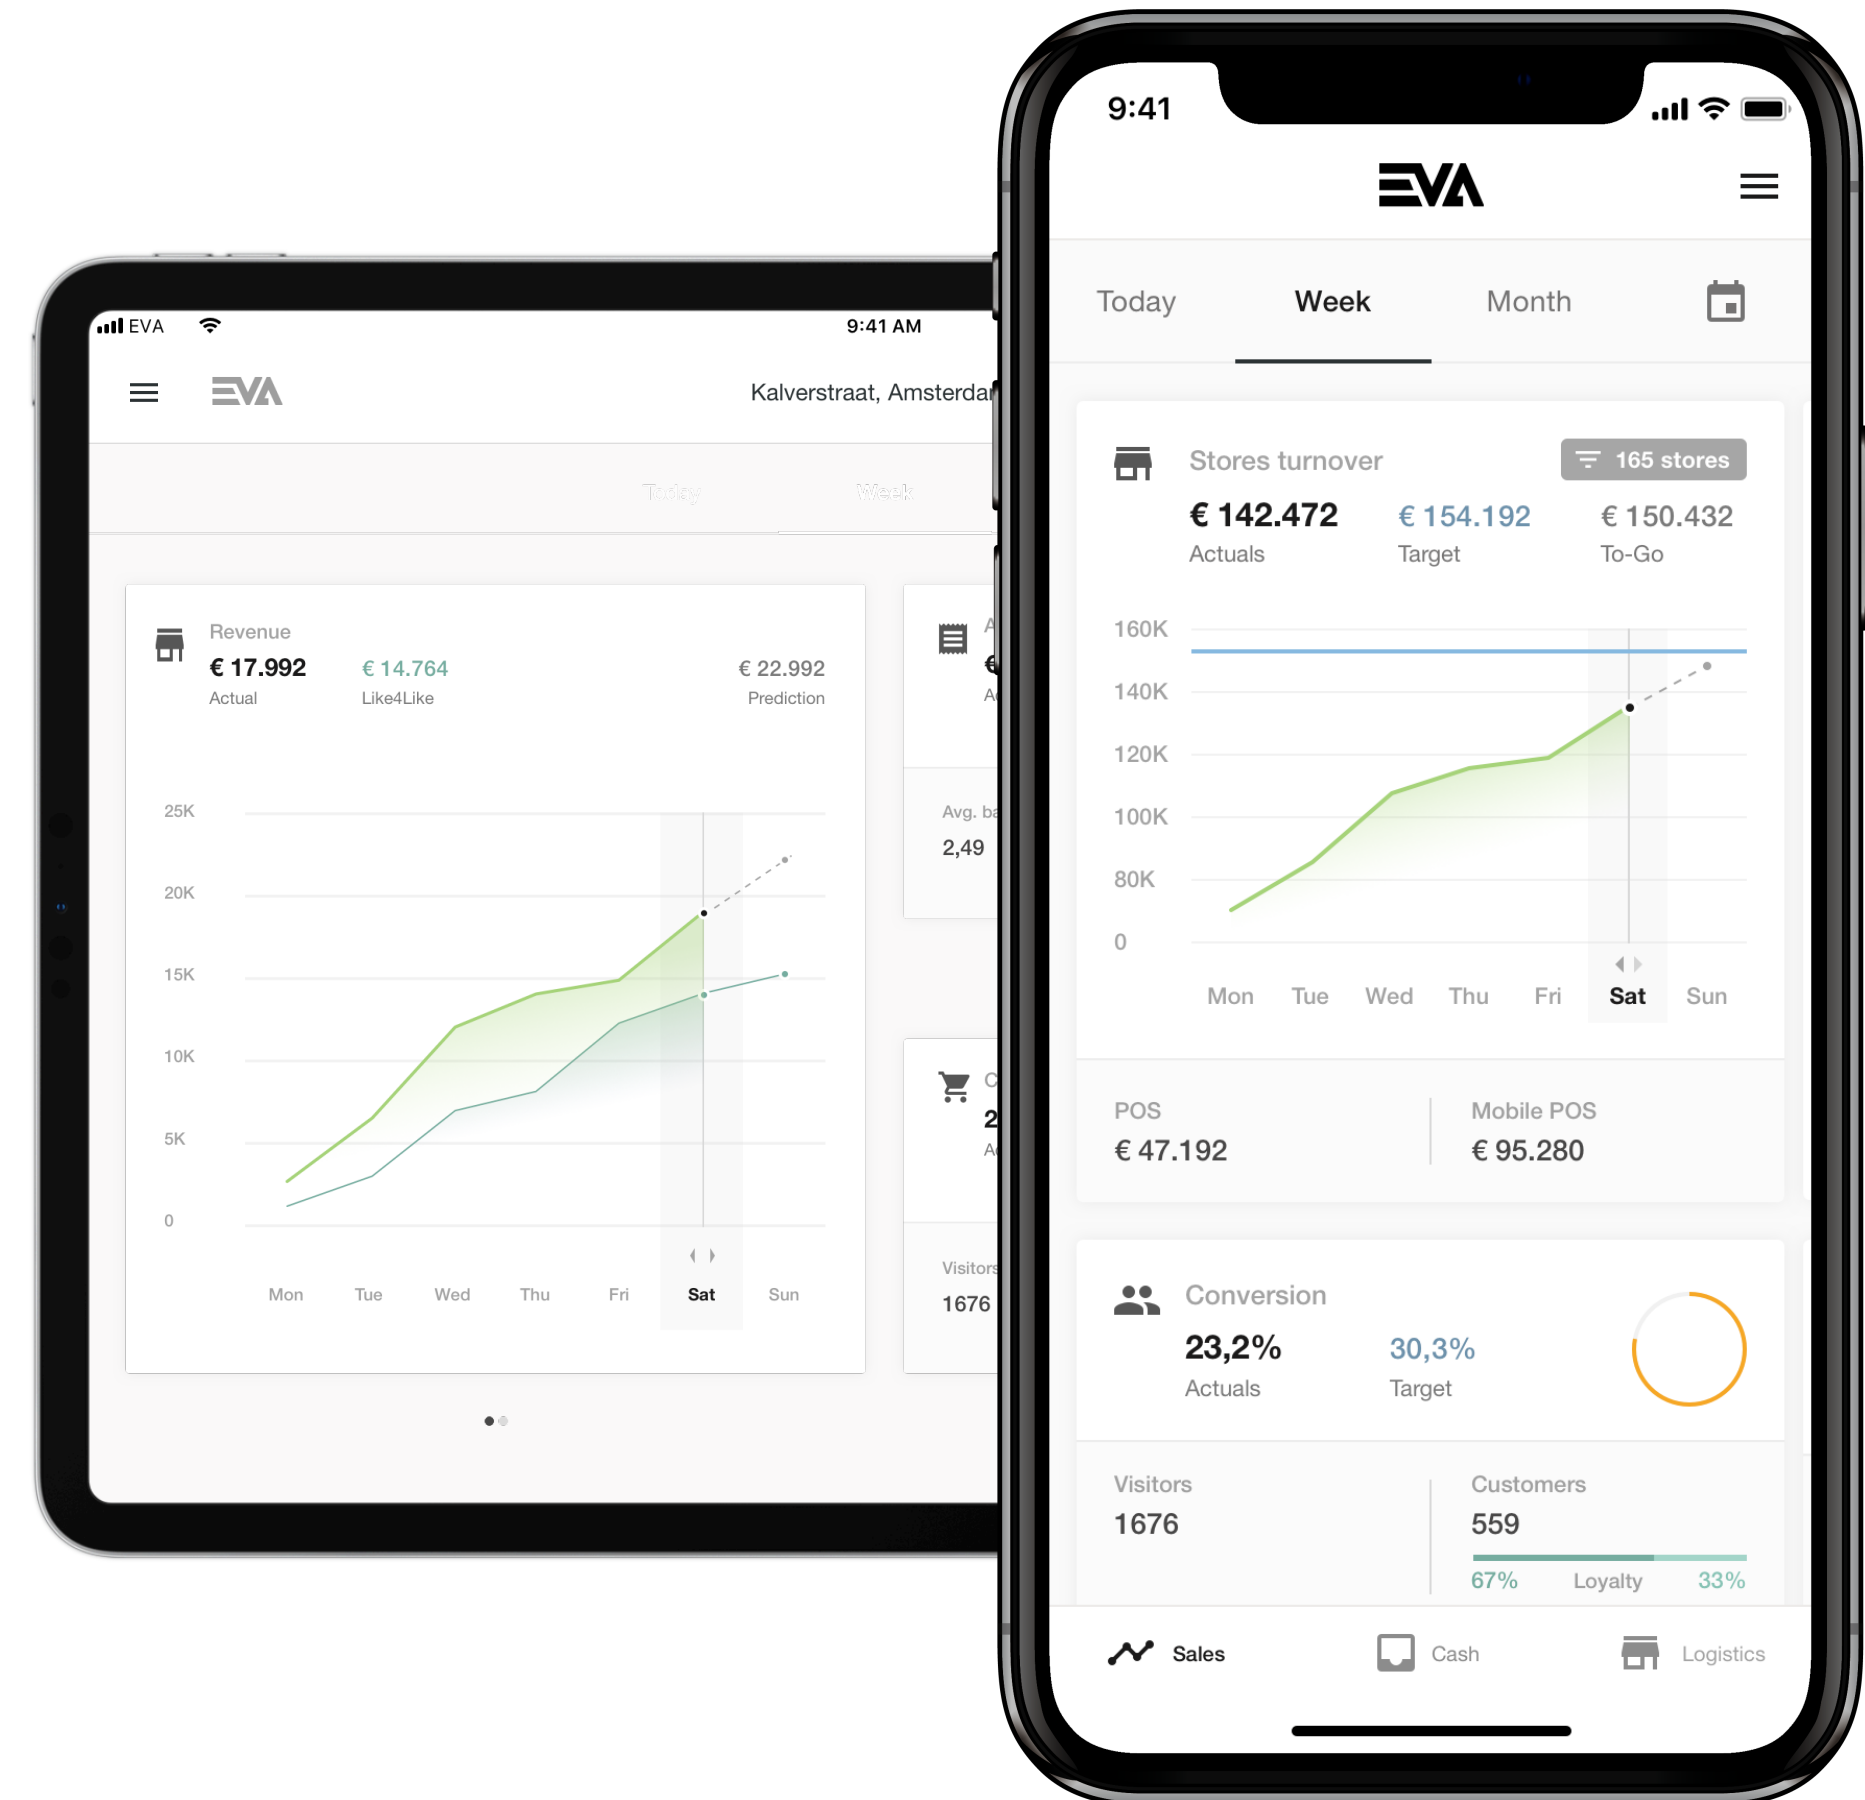 EVA
9:41 AM
EVA
Kalverstraat, Amsterda
Today
Week
Revenue
€ 17.992
€ 14.764
€ 22.992
Actual
Like4Like
Prediction
25K
20K
15K
10K
5K
0
Mon
Tue
Wed
Thu
Fri
Sat
Sun
A
€
A
Avg. ba
2,49
C
2
A
Visitors
1676
9:41
EVA
Today
Week
Month
Stores turnover
165 stores
€ 142.472
€ 154.192
€ 150.432
Actuals
Target
To-Go
160K
140K
120K
100K
80K
0
Mon
Tue
Wed
Thu
Fri
Sat
Sun
POS
Mobile POS
€ 47.192
€ 95.280
Conversion
23,2%
30,3%
Actuals
Target
Visitors
Customers
1676
559
67%
Loyalty
33%
Sales
Cash
Logistics